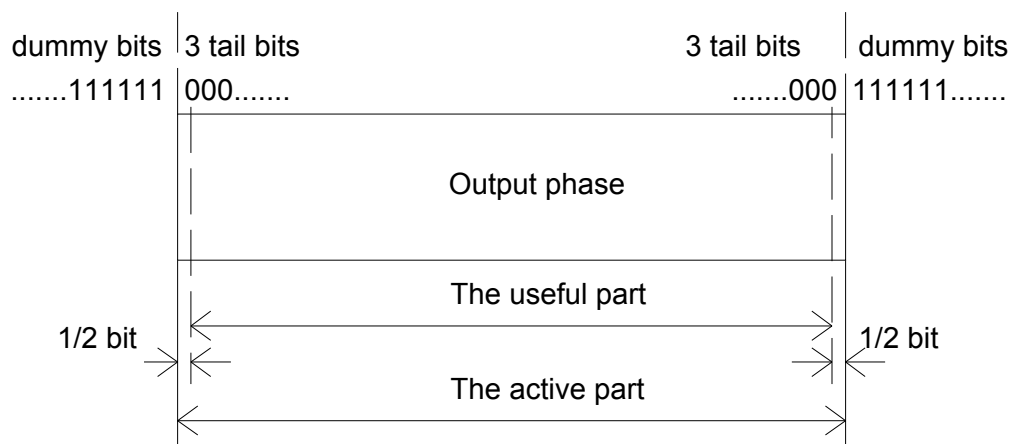 dummy bits 3 tail bits 3 tail bits dummy bits
.......111111 000....... .......000 111111.......
Output phase
The useful part
1/2 bit 1/2 bit
The active part